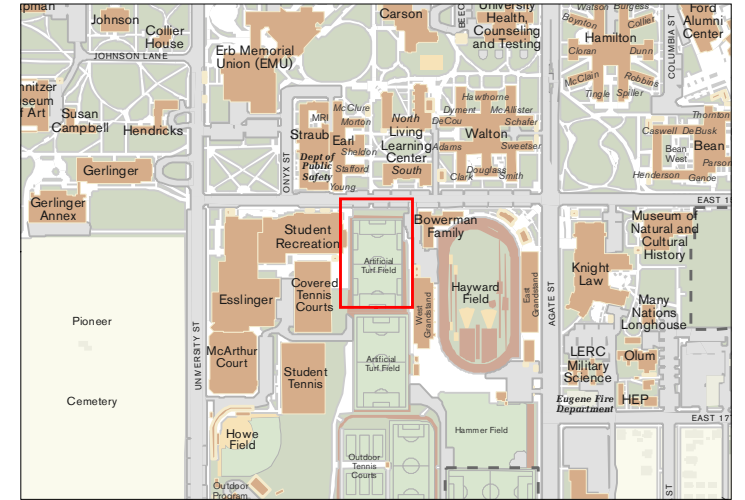 Johnson
Collier
House
JOHNSON LANE
Erb Memorial
Union (EMU)
Carson
University
Health,
Counseling
and Testing
Watson
Burgess
Boynton
Collier
Hamilton
Cloran
Dunn
McClain
Robbins
Tingle
Spiller
COLUMBIA ST
Ford
Alumni
Center
of Art
Susan
Campbell
Hendricks
Gerlinger
Gerlinger
Annex
MRI
Straub
McClure
Morton
Earl
Sheldon
Stafford
Young
Dept of
Public
Safety
ONYX ST
North
Living
Learning
Center
South
Hawthorne
Dyment
McAllister
DeCou
Schafer
Walton
Adams
Sweetser
Douglass
Clark
Smith
Thornton
Caswell
DeBusk
Bean
West
Bean
Henderson
Ganoe
EAST 15
Student
Recreation
Artificial
Turf Field
Bowerman
Family
Museum of
Natural and
Cultural
History
Esslinger
Covered
Tennis
Courts
West
Grandstand
Hayward
Field
East
Grandstand
Knight
Law
Many
Nations
Longhouse
AGATE ST
UNIVERSITY ST
Pioneer
Cemetery
McArthur
Court
Student
Tennis
Artificial
Turf Field
LERC
Military
Science
Olum
HEP
Eugene Fire
Department
EAST 17
Howe
Field
Hammer Field
Outdoor
Tennis
Courts
Outdoor
Program
ST